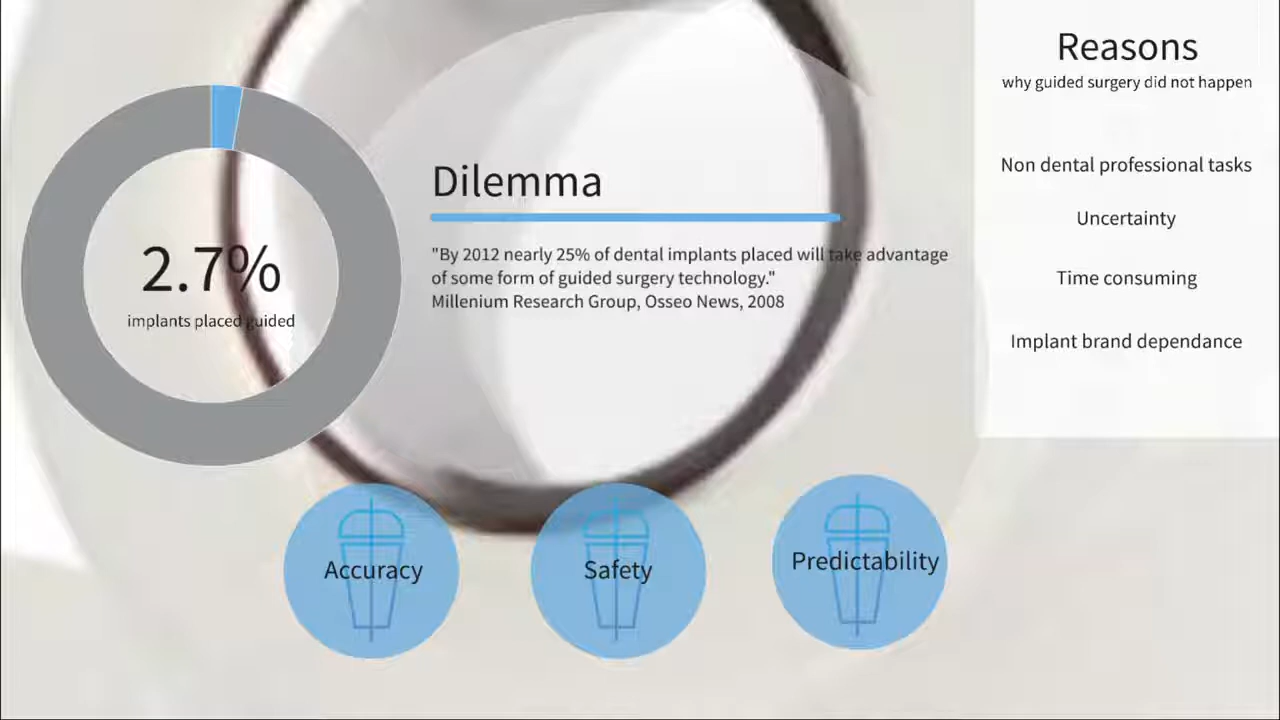 2.7%
implants placed guided
Dilemma
"By 2012 nearly 25% of dental implants placed will take advantage
of some form of guided surgery technology."
Millenium Research Group, Osseo News, 2008
Reasons
why guided surgery did not happen
Non dental professional tasks
Uncertainty
Time consuming
Implant brand dependance
Accuracy
Safety
Predictability